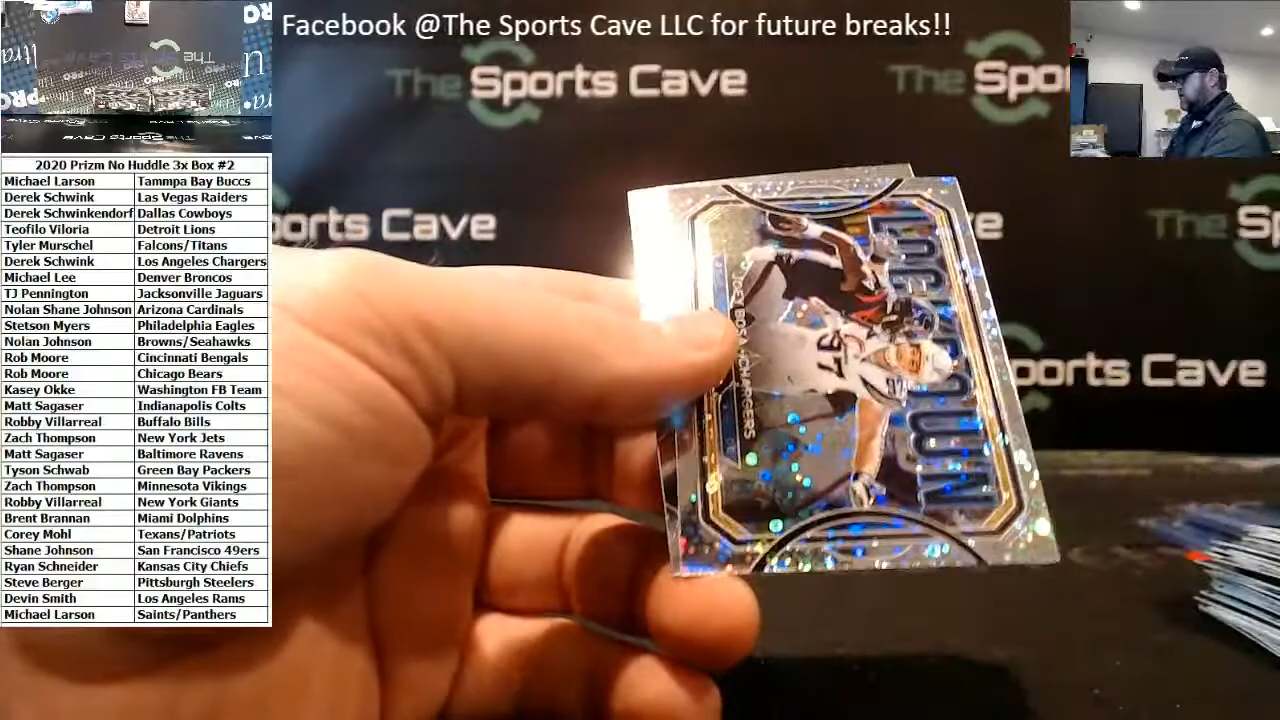 Facebook @The Sports Cave LLC for future breaks!!
The Sports Cave
The
ports Cave
ports Cave
The
2020 Prizm No Huddle 3x Box #2
Michael Larson Tammpa Bay Buccs
Derek Schwink Las Vegas Raiders
Derek Schwinkendorf Dallas Cowboys
Teofilo Viloria Detroit Lions
Tyler Murschel Falcons/Titans
Derek Schwink Los Angeles Chargers
Michael Lee Denver Broncos
TJ Pennington Jacksonville Jaguars
Nolan Shane Johnson Arizona Cardinals
Stetson Myers Philadelphia Eagles
Nolan Johnson Browns/Seahawks
Rob Moore Cincinnati Bengals
Rob Moore Chicago Bears
Kasey Okke Washington FB Team
Matt Sagaser Indianapolis Colts
Robby Villarreal Buffalo Bills
Zach Thompson New York Jets
Matt Sagaser Baltimore Ravens
Tyson Schwab Green Bay Packers
Zach Thompson Minnesota Vikings
Robby Villarreal New York Giants
Brent Brannan Miami Dolphins
Corey Mohl Texans/Patriots
Shane Johnson San Francisco 49ers
Ryan Schneider Kansas City Chiefs
Steve Berger Pittsburgh Steelers
Devin Smith Los Angeles Rams
Michael Larson Saints/Panthers
JOEY BOSA
CHARGERS
97